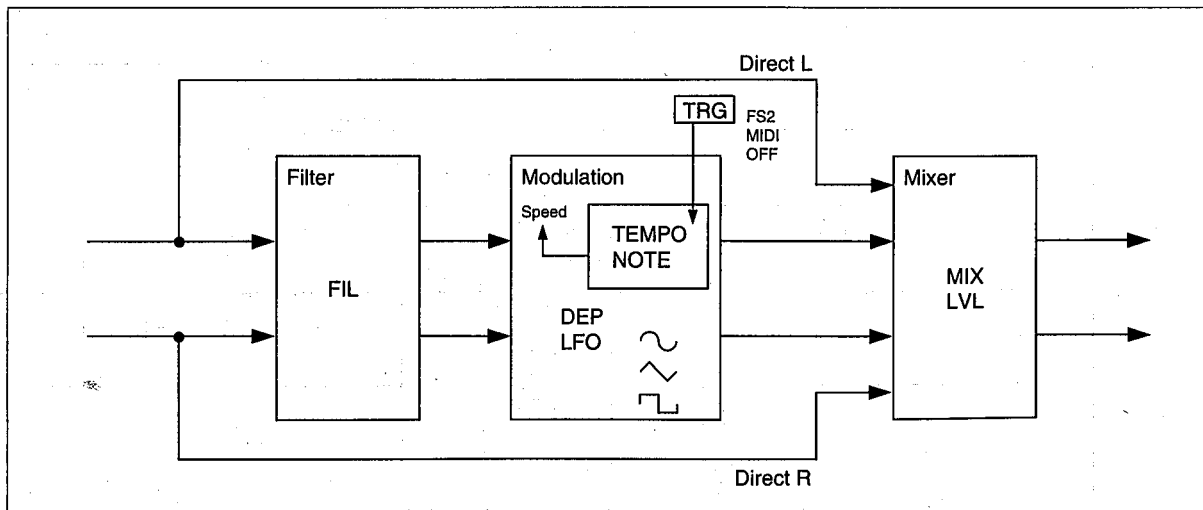 Direct L
TRG
FS2
MIDI
OFF
Filter
Modulation
Mixer
Speed
TEMPO
NOTE
FIL
MIX
LVL
DEP
LFO
Direct R